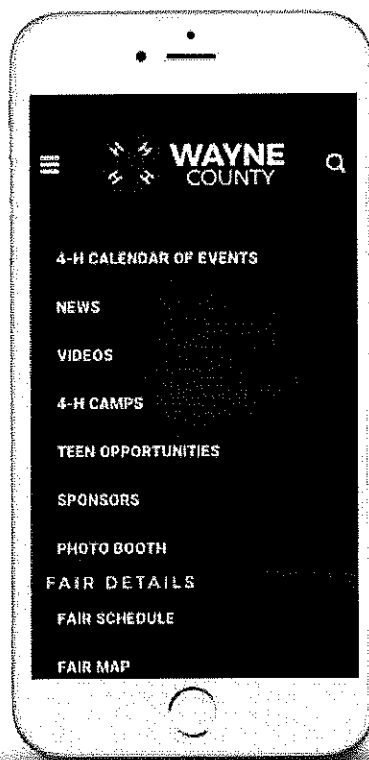 H H
H H
WAYNE
COUNTY
4-H CALENDAR OF EVENTS
NEWS
VIDEOS
4-H CAMPS
TEEN OPPORTUNITIES
SPONSORS
PHOTO BOOTH
FAIR DETAILS
FAIR SCHEDULE
FAIR MAP